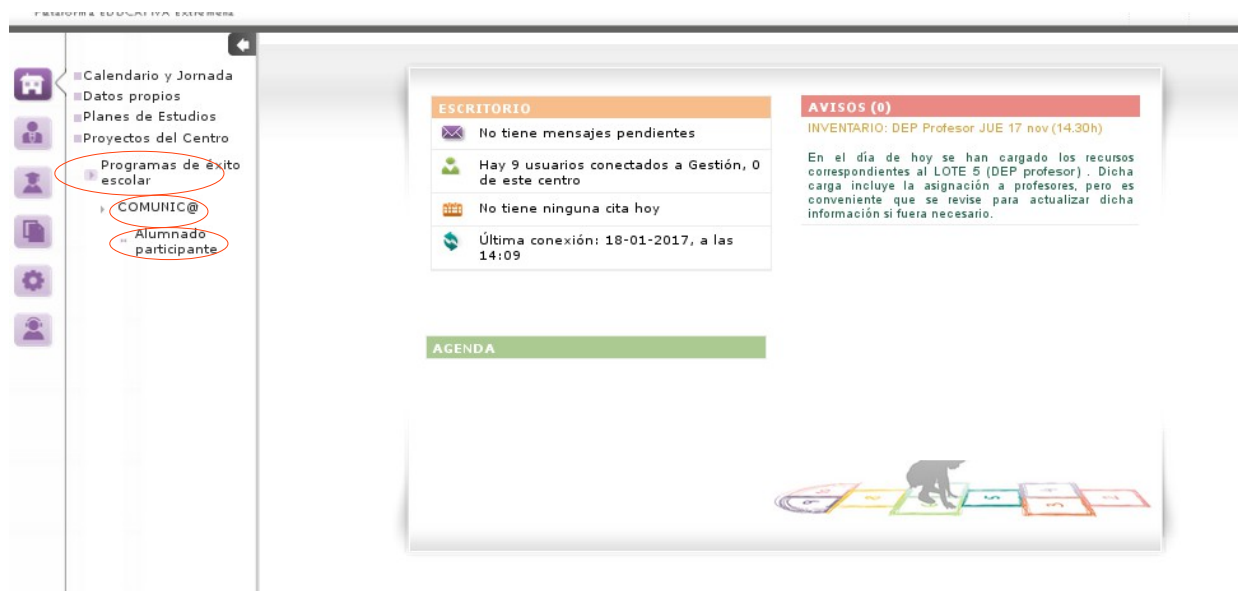 Plataforma EDUCATIVA Extremeña
Calendario y Jornada
Datos propios
Planes de Estudios
Proyectos del Centro
Programas de éxito
escolar
COMUNIC@
Alumnado
participante
ESCRITORIO
No tiene mensajes pendientes
Hay 9 usuarios conectados a Gestión, 0
de este centro
No tiene ninguna cita hoy
Última conexión: 18-01-2017, a las
14:09
AGENDA
AVISOS (0)
INVENTARIO: DEP Profesor JUE 17 nov (14.30h)
En el día de hoy se han cargado los recursos
correspondientes al LOTE 5 (DEP profesor) . Dicha
carga incluye la asignación a profesores, pero es
conveniente que se revise para actualizar dicha
información si fuera necesario.